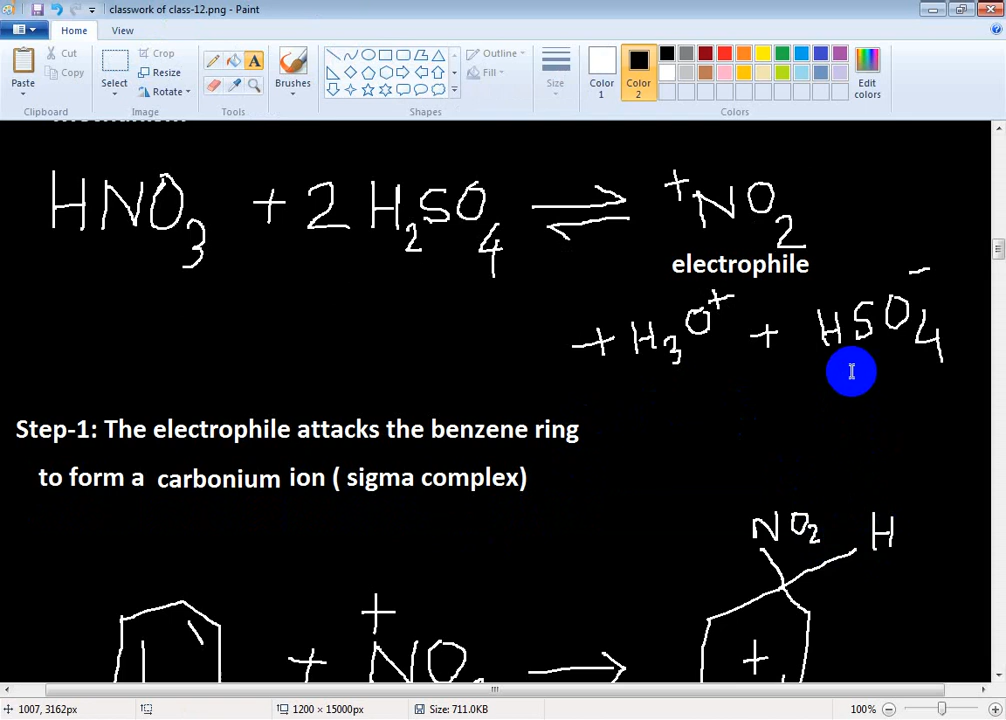 classwork of class-12.png - Paint
Home View
Paste Cut Copy Select Crop Resize Rotate Brushes Outline Fill Size Color 1 Color 2 Edit colors
Clipboard Image Tools Shapes Colors
HNO3 + 2 H2SO4 ⇌ +NO2
electrophile
+ H3O+ + HSO4-
Step-1: The electrophile attacks the benzene ring
to form a carbonium ion ( sigma complex)
NO2 H
+ +NO → +
1007, 3162px 1200 × 15000px Size: 711.0KB 100%